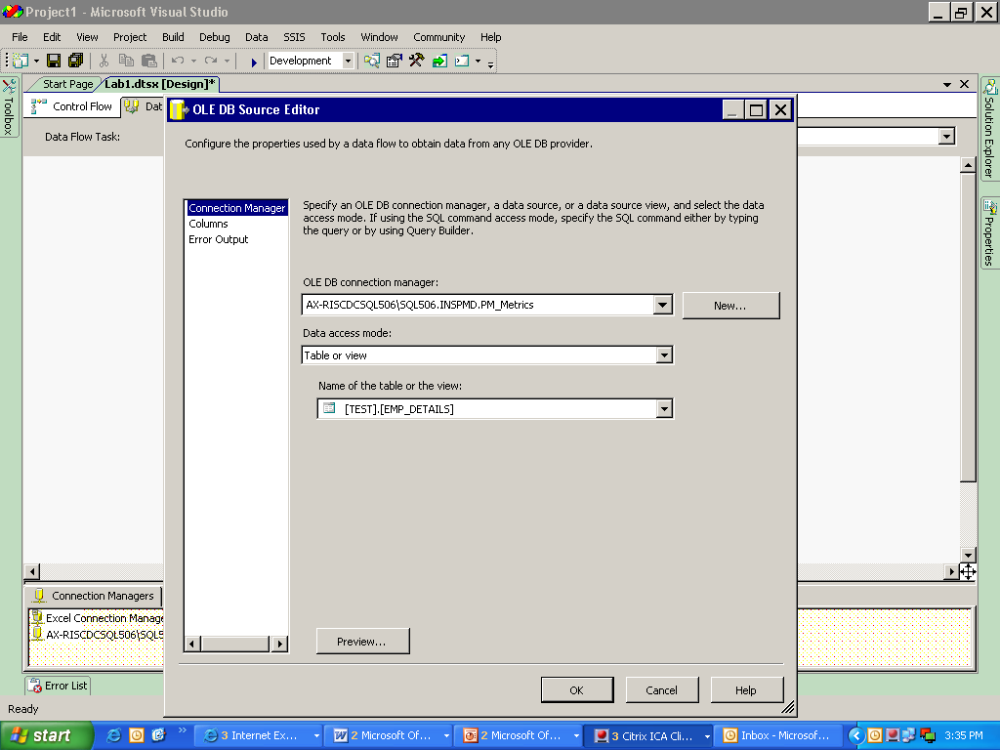 Project1 - Microsoft Visual Studio
File Edit View Project Build Debug Data SSIS Tools Window Community Help
Development
Start Page Lab1.dtsx [Design]*
Toolbox
Control Flow Dat
Data Flow Task:
Solution Explorer
Properties
OLE DB Source Editor
Configure the properties used by a data flow to obtain data from any OLE DB provider.
Connection Manager
Columns
Error Output
Specify an OLE DB connection manager, a data source, or a data source view, and select the data
access mode. If using the SQL command access mode, specify the SQL command either by typing
the query or by using Query Builder.
OLE DB connection manager:
AX-RISCDCSQL506\SQL506.INSPMD.PM_Metrics
New...
Data access mode:
Table or view
Name of the table or the view:
[TEST].[EMP_DETAILS]
Preview...
OK Cancel Help
Connection Managers
Excel Connection Manage
AX-RISCDCSQL506\SQL5
Error List
Ready
start
3 Internet Ex...
2 Microsoft Of...
2 Microsoft Of...
3 Citrix ICA Cli...
Inbox - Microsof...
3:35 PM